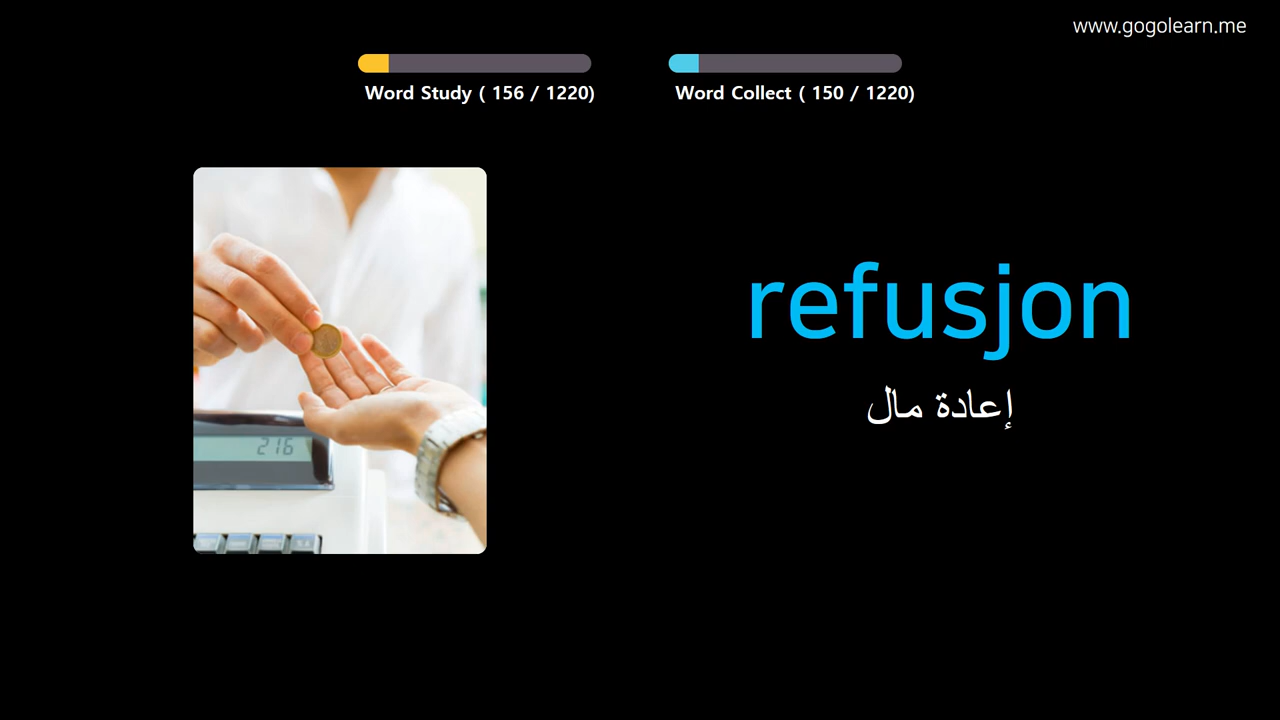 www.gogolearn.me
Word Study ( 156 / 1220)
Word Collect ( 150 / 1220)
refusjon
إعادة مال
216